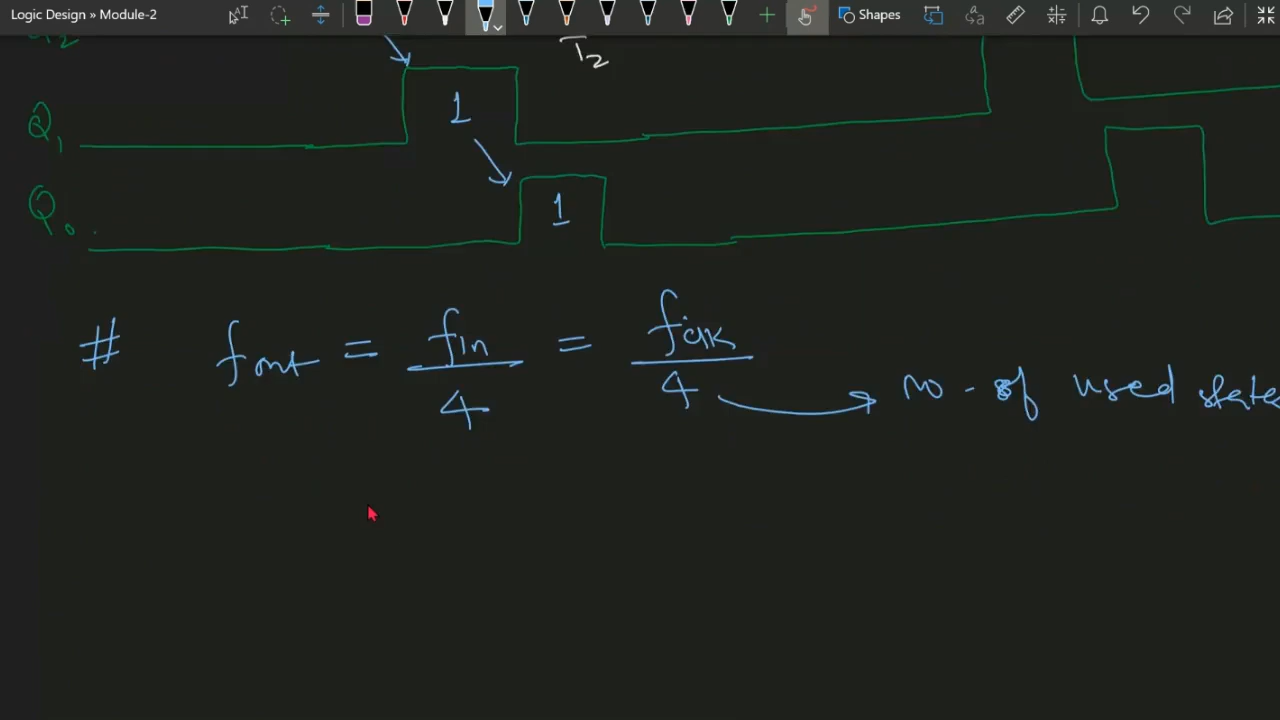 Logic Design » Module-2
Shapes
T2
1
Q1
1
Q0
# fout = fin/4 = fclk/4 → no. of used states